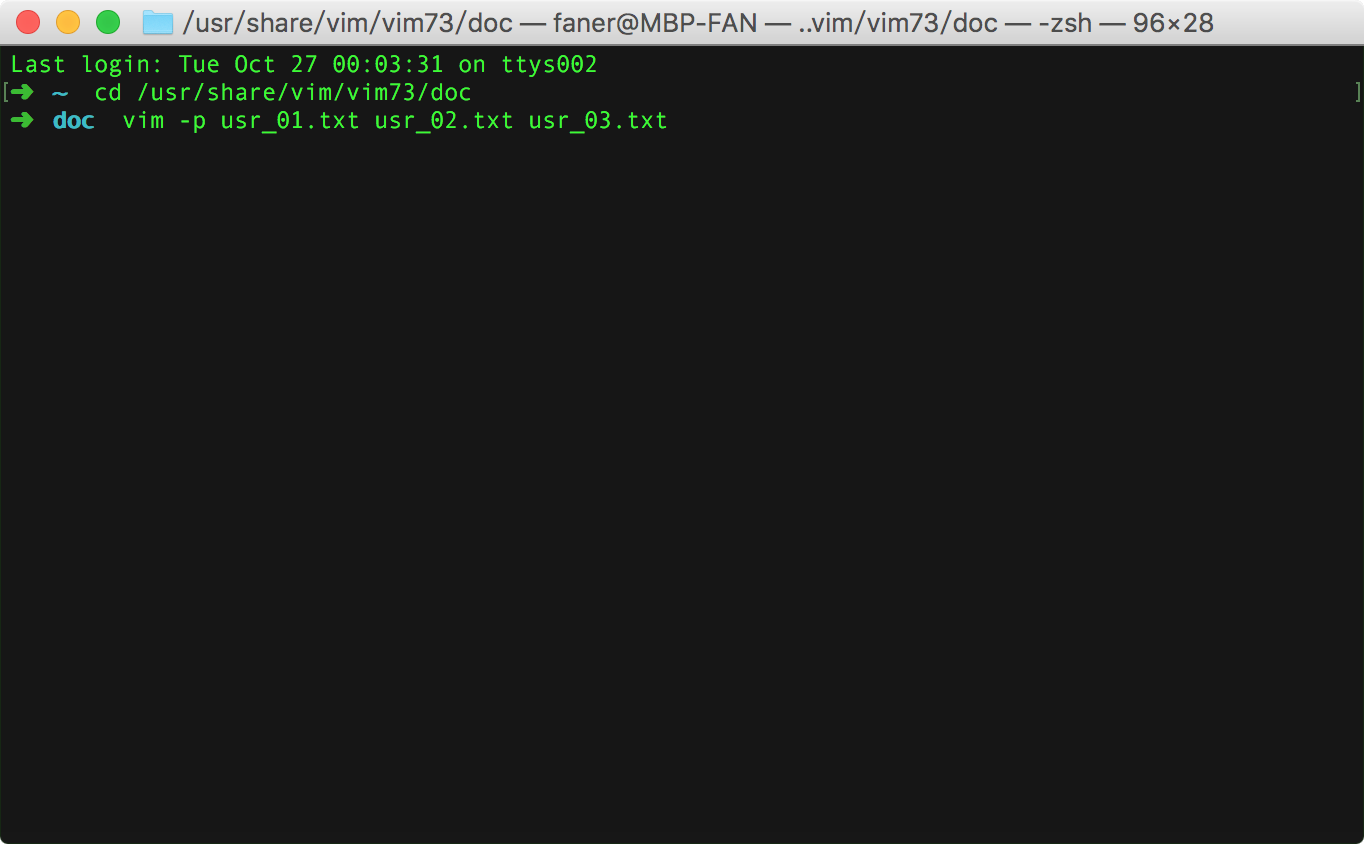 /usr/share/vim/vim73/doc — faner@MBP-FAN — ..vim/vim73/doc — -zsh — 96×28
Last login: Tue Oct 27 00:03:31 on ttys002
[➜ ~ cd /usr/share/vim/vim73/doc ]
➜ doc vim -p usr_01.txt usr_02.txt usr_03.txt